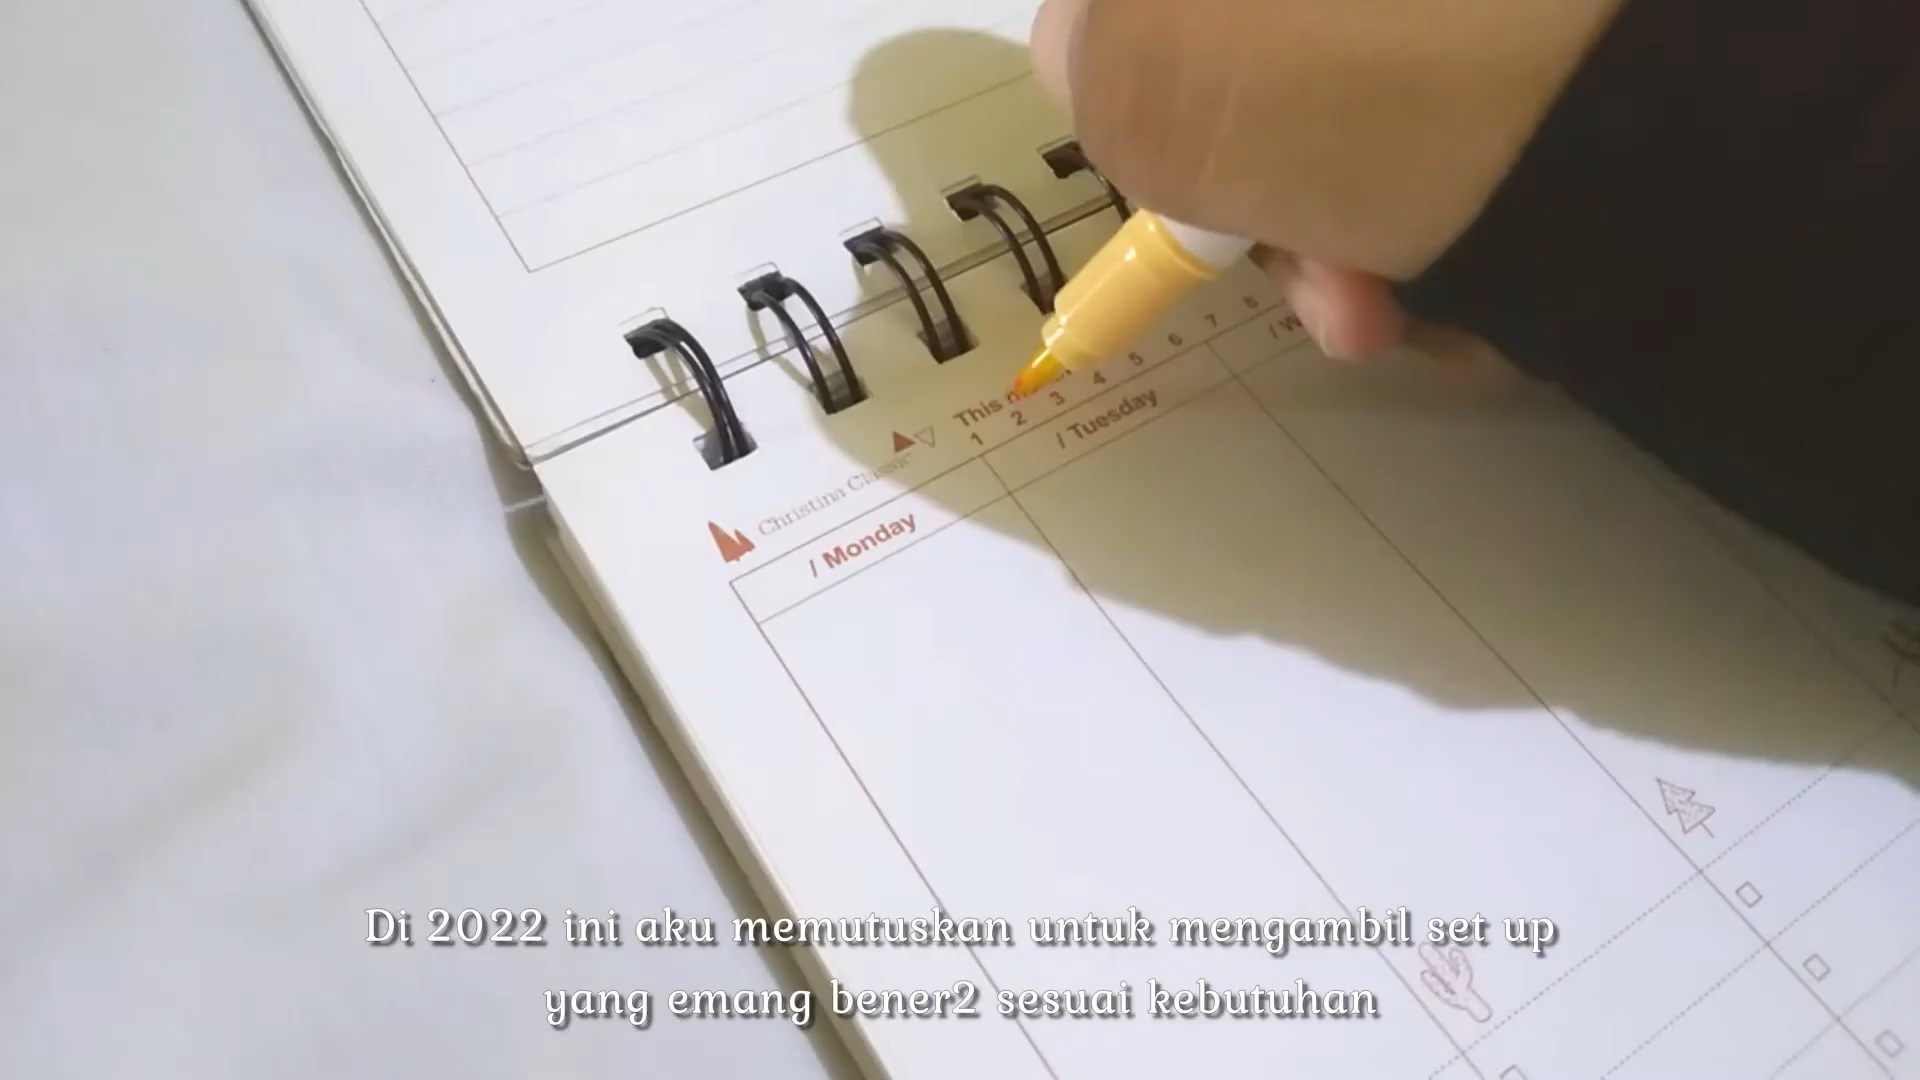 This
1 2 3 4 5 6 7 8
Christina Classic
/ Monday
/ Tuesday
/ W
Di 2022 ini aku memutuskan untuk mengambil set up
yang emang bener2 sesuai kebutuhan